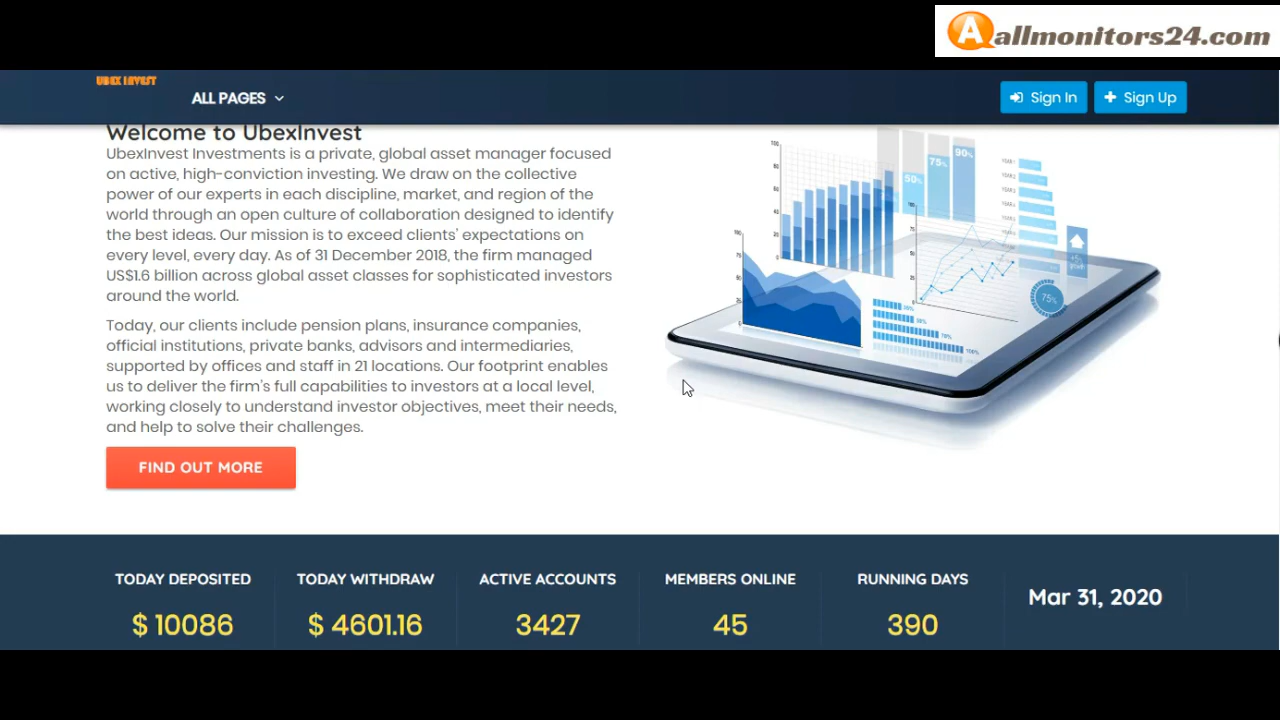 allmonitors24.com
UBEX INVEST
ALL PAGES
Sign In
Sign Up
Welcome to UbexInvest
UbexInvest Investments is a private, global asset manager focused
on active, high-conviction investing. We draw on the collective
power of our experts in each discipline, market, and region of the
world through an open culture of collaboration designed to identify
the best ideas. Our mission is to exceed clients' expectations on
every level, every day. As of 31 December 2018, the firm managed
US$1.6 billion across global asset classes for sophisticated investors
around the world.
Today, our clients include pension plans, insurance companies,
official institutions, private banks, advisors and intermediaries,
supported by offices and staff in 21 locations. Our footprint enables
us to deliver the firm's full capabilities to investors at a local level,
working closely to understand investor objectives, meet their needs,
and help to solve their challenges.
FIND OUT MORE
50%
75%
90%
75%
TODAY DEPOSITED
$ 10086
TODAY WITHDRAW
$ 4601.16
ACTIVE ACCOUNTS
3427
MEMBERS ONLINE
45
RUNNING DAYS
390
Mar 31, 2020